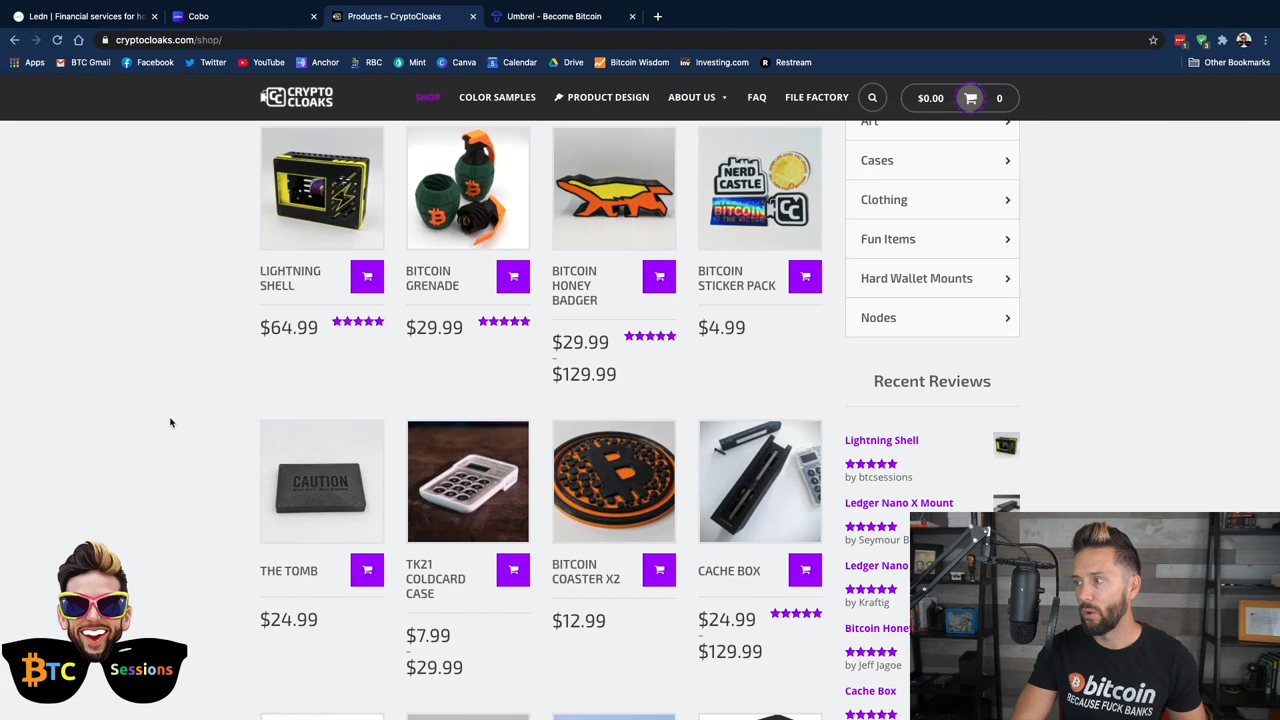 Ledn | Financial services for ho
Cobo
Products – CryptoCloaks
Umbrel - Become Bitcoin
cryptocloaks.com/shop/
Apps
BTC Gmail
Facebook
Twitter
YouTube
Anchor
RBC
Mint
Canva
Calendar
Drive
Bitcoin Wisdom
inv Investing.com
Restream
Other Bookmarks
CRYPTO CLOAKS
SHOP
COLOR SAMPLES
PRODUCT DESIGN
ABOUT US
FAQ
FILE FACTORY
$0.00
0
NERD
CASTLE
BITCOIN
CC
LIGHTNING
SHELL
$64.99
BITCOIN
GRENADE
$29.99
BITCOIN
HONEY
BADGER
$29.99
–
$129.99
BITCOIN
STICKER PACK
$4.99
CAUTION
THE TOMB
$24.99
TK21
COLDCARD
CASE
$7.99
–
$29.99
BITCOIN
COASTER X2
$12.99
CACHE BOX
$24.99
–
$129.99
Art
Cases
Clothing
Fun Items
Hard Wallet Mounts
Nodes
Recent Reviews
Lightning Shell
by btcsessions
Ledger Nano X Mount
by Seymour B
Ledger Nano
by Kraftig
Bitcoin Hone
by Jeff Jagoe
Cache Box
BTC Sessions
bitcoin
BECAUSE FUCK BANKS